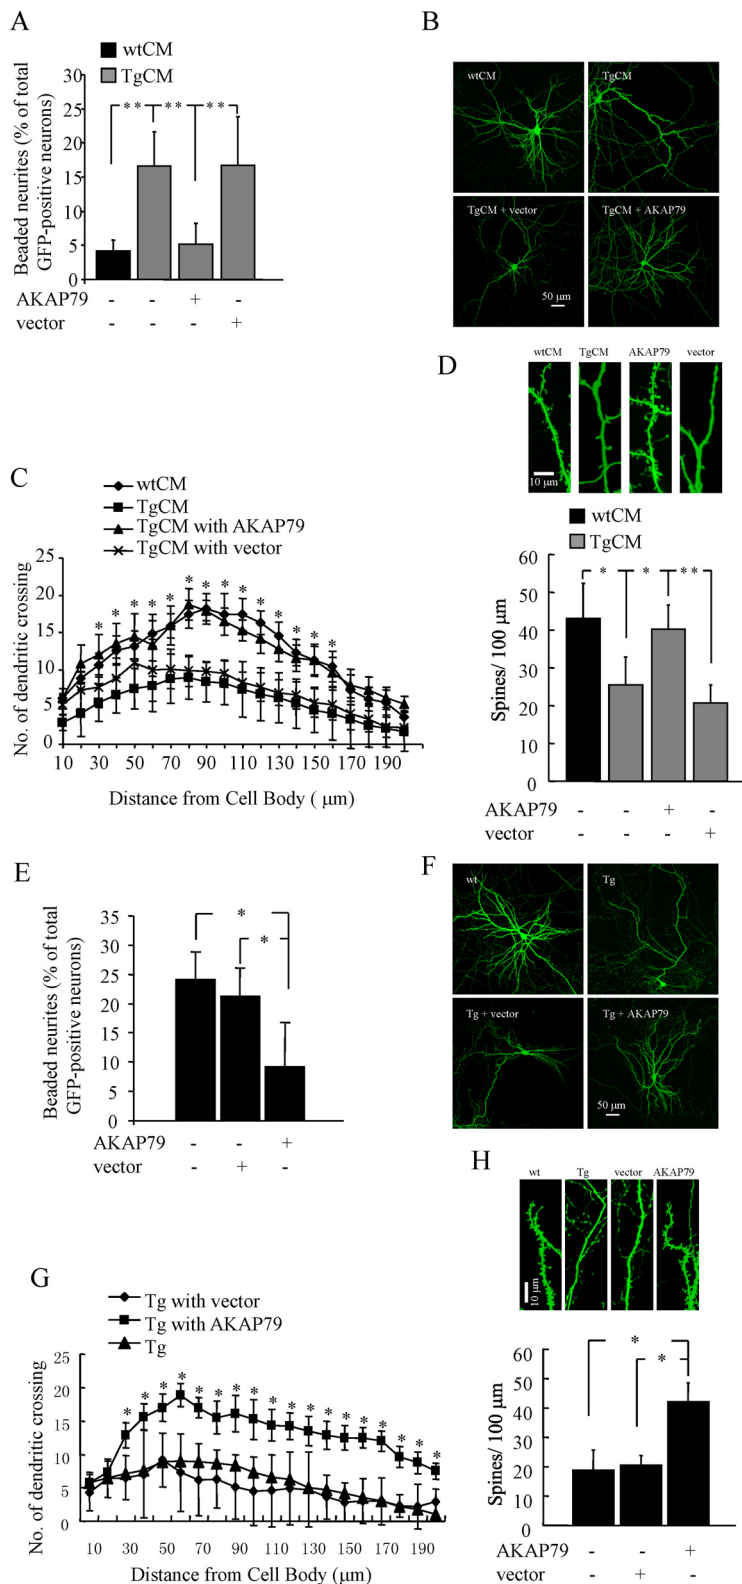 A
wtCM
TgCM
Beaded neurites (% of total
GFP-positive neurons)
35
30
25
20
15
10
5
0
** ** **
AKAP79 - - + -
vector - - - +
B
wtCM
TgCM
TgCM + vector
TgCM + AKAP79
50 µm
C
wtCM
TgCM
TgCM with AKAP79
TgCM with vector
No. of dendritic crossing
25
20
15
10
5
0
* * * * * * * * * * * * * *
10 30 50 70 90 110 130 150 170 190
Distance from Cell Body ( µm)
D
wtCM TgCM AKAP79 vector
10 µm
wtCM
TgCM
Spines/ 100 µm
60
50
40
30
20
10
0
* * **
AKAP79 - - + -
vector - - - +
E
Beaded neurites (% of total
GFP-positive neurons)
35
30
25
20
15
10
5
0
*
*
AKAP79 - - +
vector - + -
F
wt
Tg
Tg + vector
Tg + AKAP79
50 µm
G
Tg with vector
Tg with AKAP79
Tg
No. of dendritic crossing
25
20
15
10
5
0
* * * * * * * * * * * * * * * * * *
10 30 50 70 90 110 130 150 170 190
Distance from Cell Body (µm)
H
wt Tg vector AKAP79
10 µm
Spines/ 100 µm
60
50
40
30
20
10
0
*
*
AKAP79 - - +
vector - + -